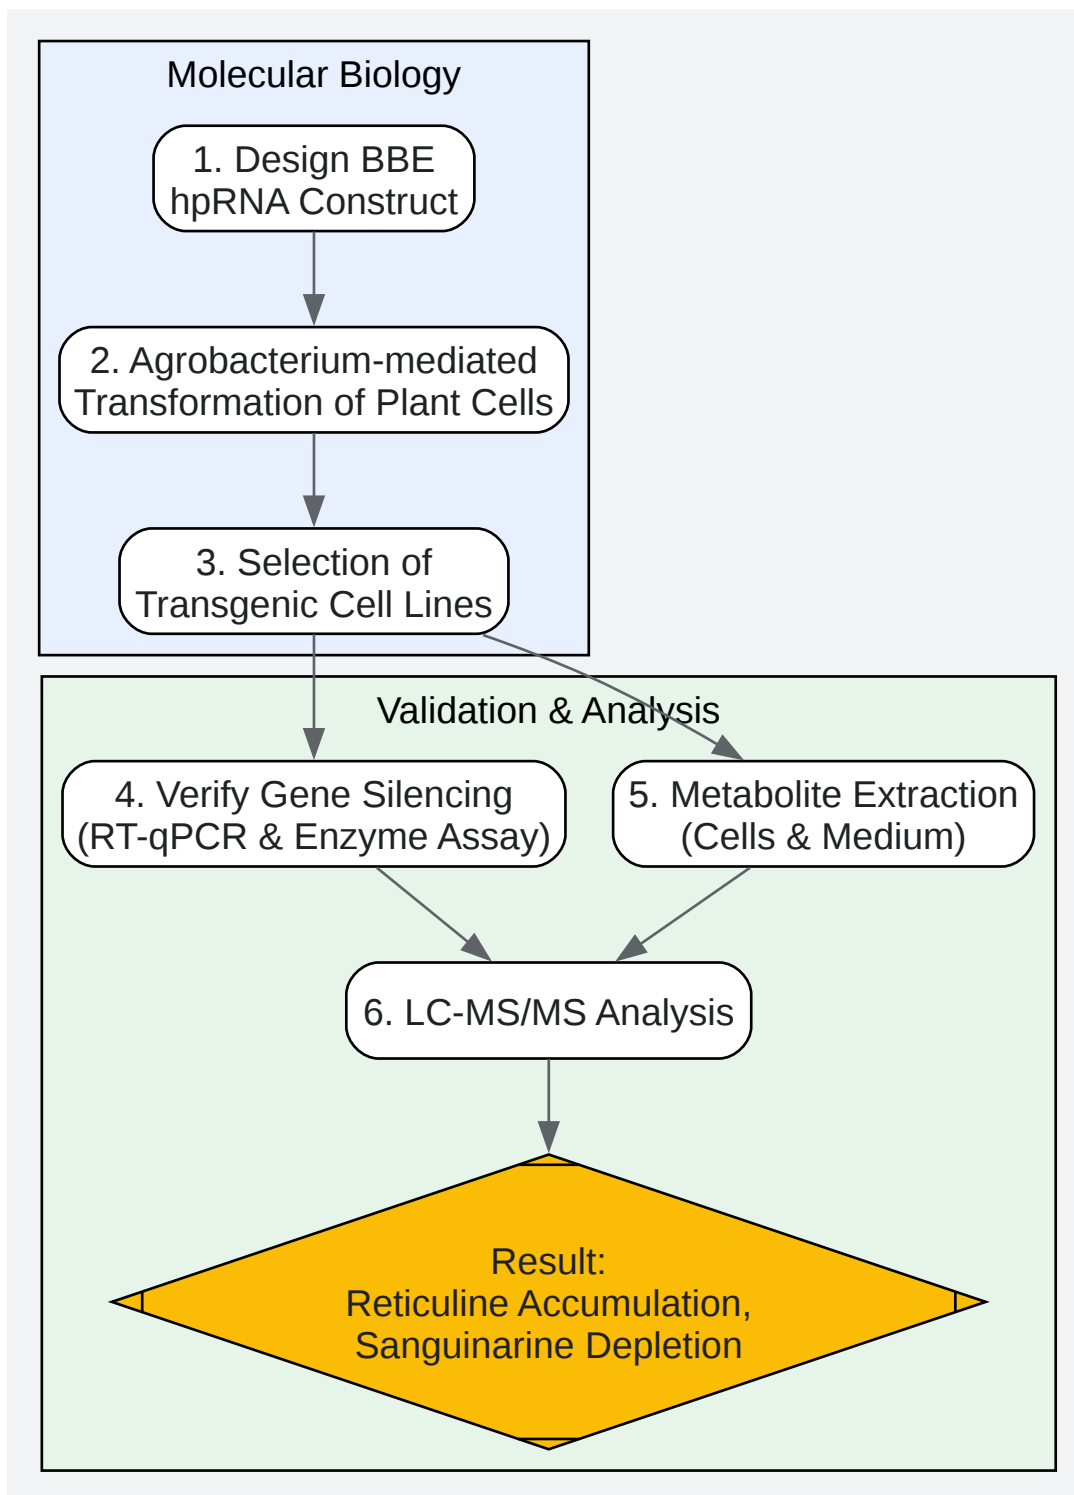 Molecular Biology
1. Design BBE
hpRNA Construct
2. Agrobacterium-mediated
Transformation of Plant Cells
3. Selection of
Transgenic Cell Lines
Validation & Analysis
4. Verify Gene Silencing
(RT-qPCR & Enzyme Assay)
5. Metabolite Extraction
(Cells & Medium)
6. LC-MS/MS Analysis
Result:
Reticuline Accumulation,
Sanguinarine Depletion